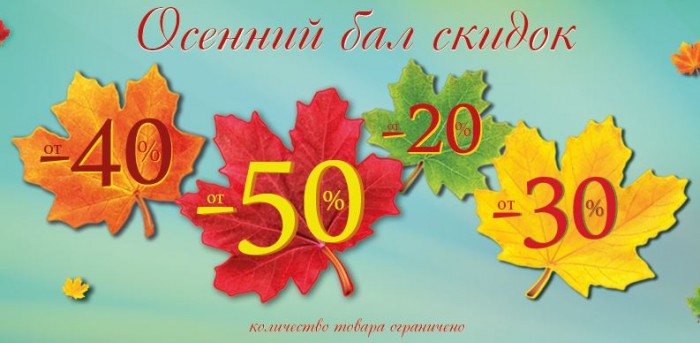 Осенний бал скидок
от -40%
от -50%
от -20%
от -30%
количество товара ограничено